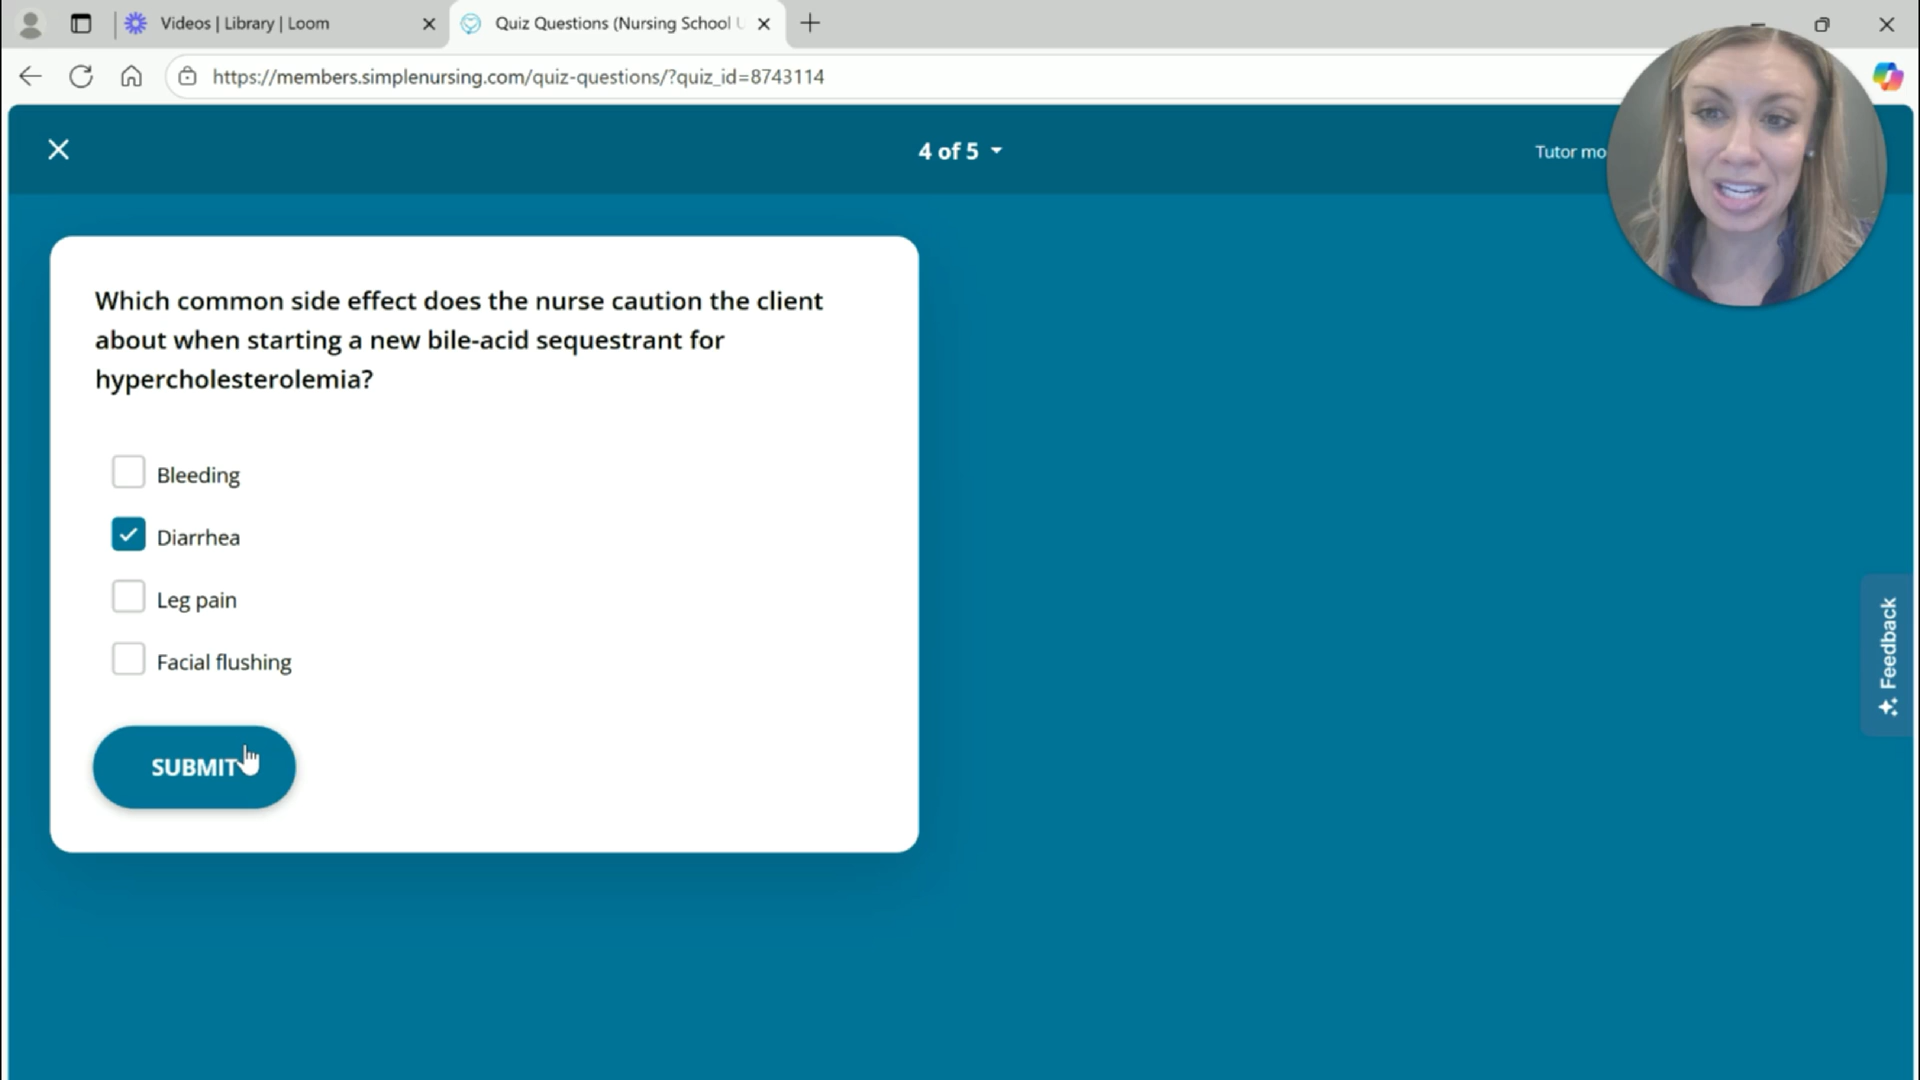 Videos | Library | Loom
Quiz Questions (Nursing School U
https://members.simplenursing.com/quiz-questions/?quiz_id=8743114
4 of 5
Tutor mo
Which common side effect does the nurse caution the client
about when starting a new bile-acid sequestrant for
hypercholesterolemia?
Bleeding
Diarrhea
Leg pain
Facial flushing
SUBMIT
Feedback